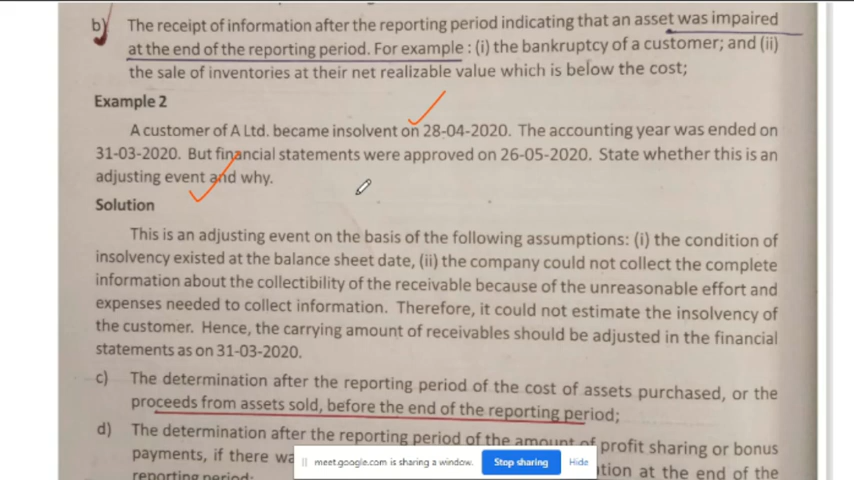 b) The receipt of information after the reporting period indicating that an asset was impaired
at the end of the reporting period. For example : (i) the bankruptcy of a customer; and (ii)
the sale of inventories at their net realizable value which is below the cost;
Example 2
A customer of A Ltd. became insolvent on 28-04-2020. The accounting year was ended on
31-03-2020. But financial statements were approved on 26-05-2020. State whether this is an
adjusting event and why.
Solution
This is an adjusting event on the basis of the following assumptions: (i) the condition of
insolvency existed at the balance sheet date, (ii) the company could not collect the complete
information about the collectibility of the receivable because of the unreasonable effort and
expenses needed to collect information. Therefore, it could not estimate the insolvency of
the customer. Hence, the carrying amount of receivables should be adjusted in the financial
statements as on 31-03-2020.
c) The determination after the reporting period of the cost of assets purchased, or the
proceeds from assets sold, before the end of the reporting period;
d) The determination after the reporting period of the amount of profit sharing or bonus
payments, if there
reporting period; at the end of the
meet.google.com is sharing a window. Stop sharing Hide